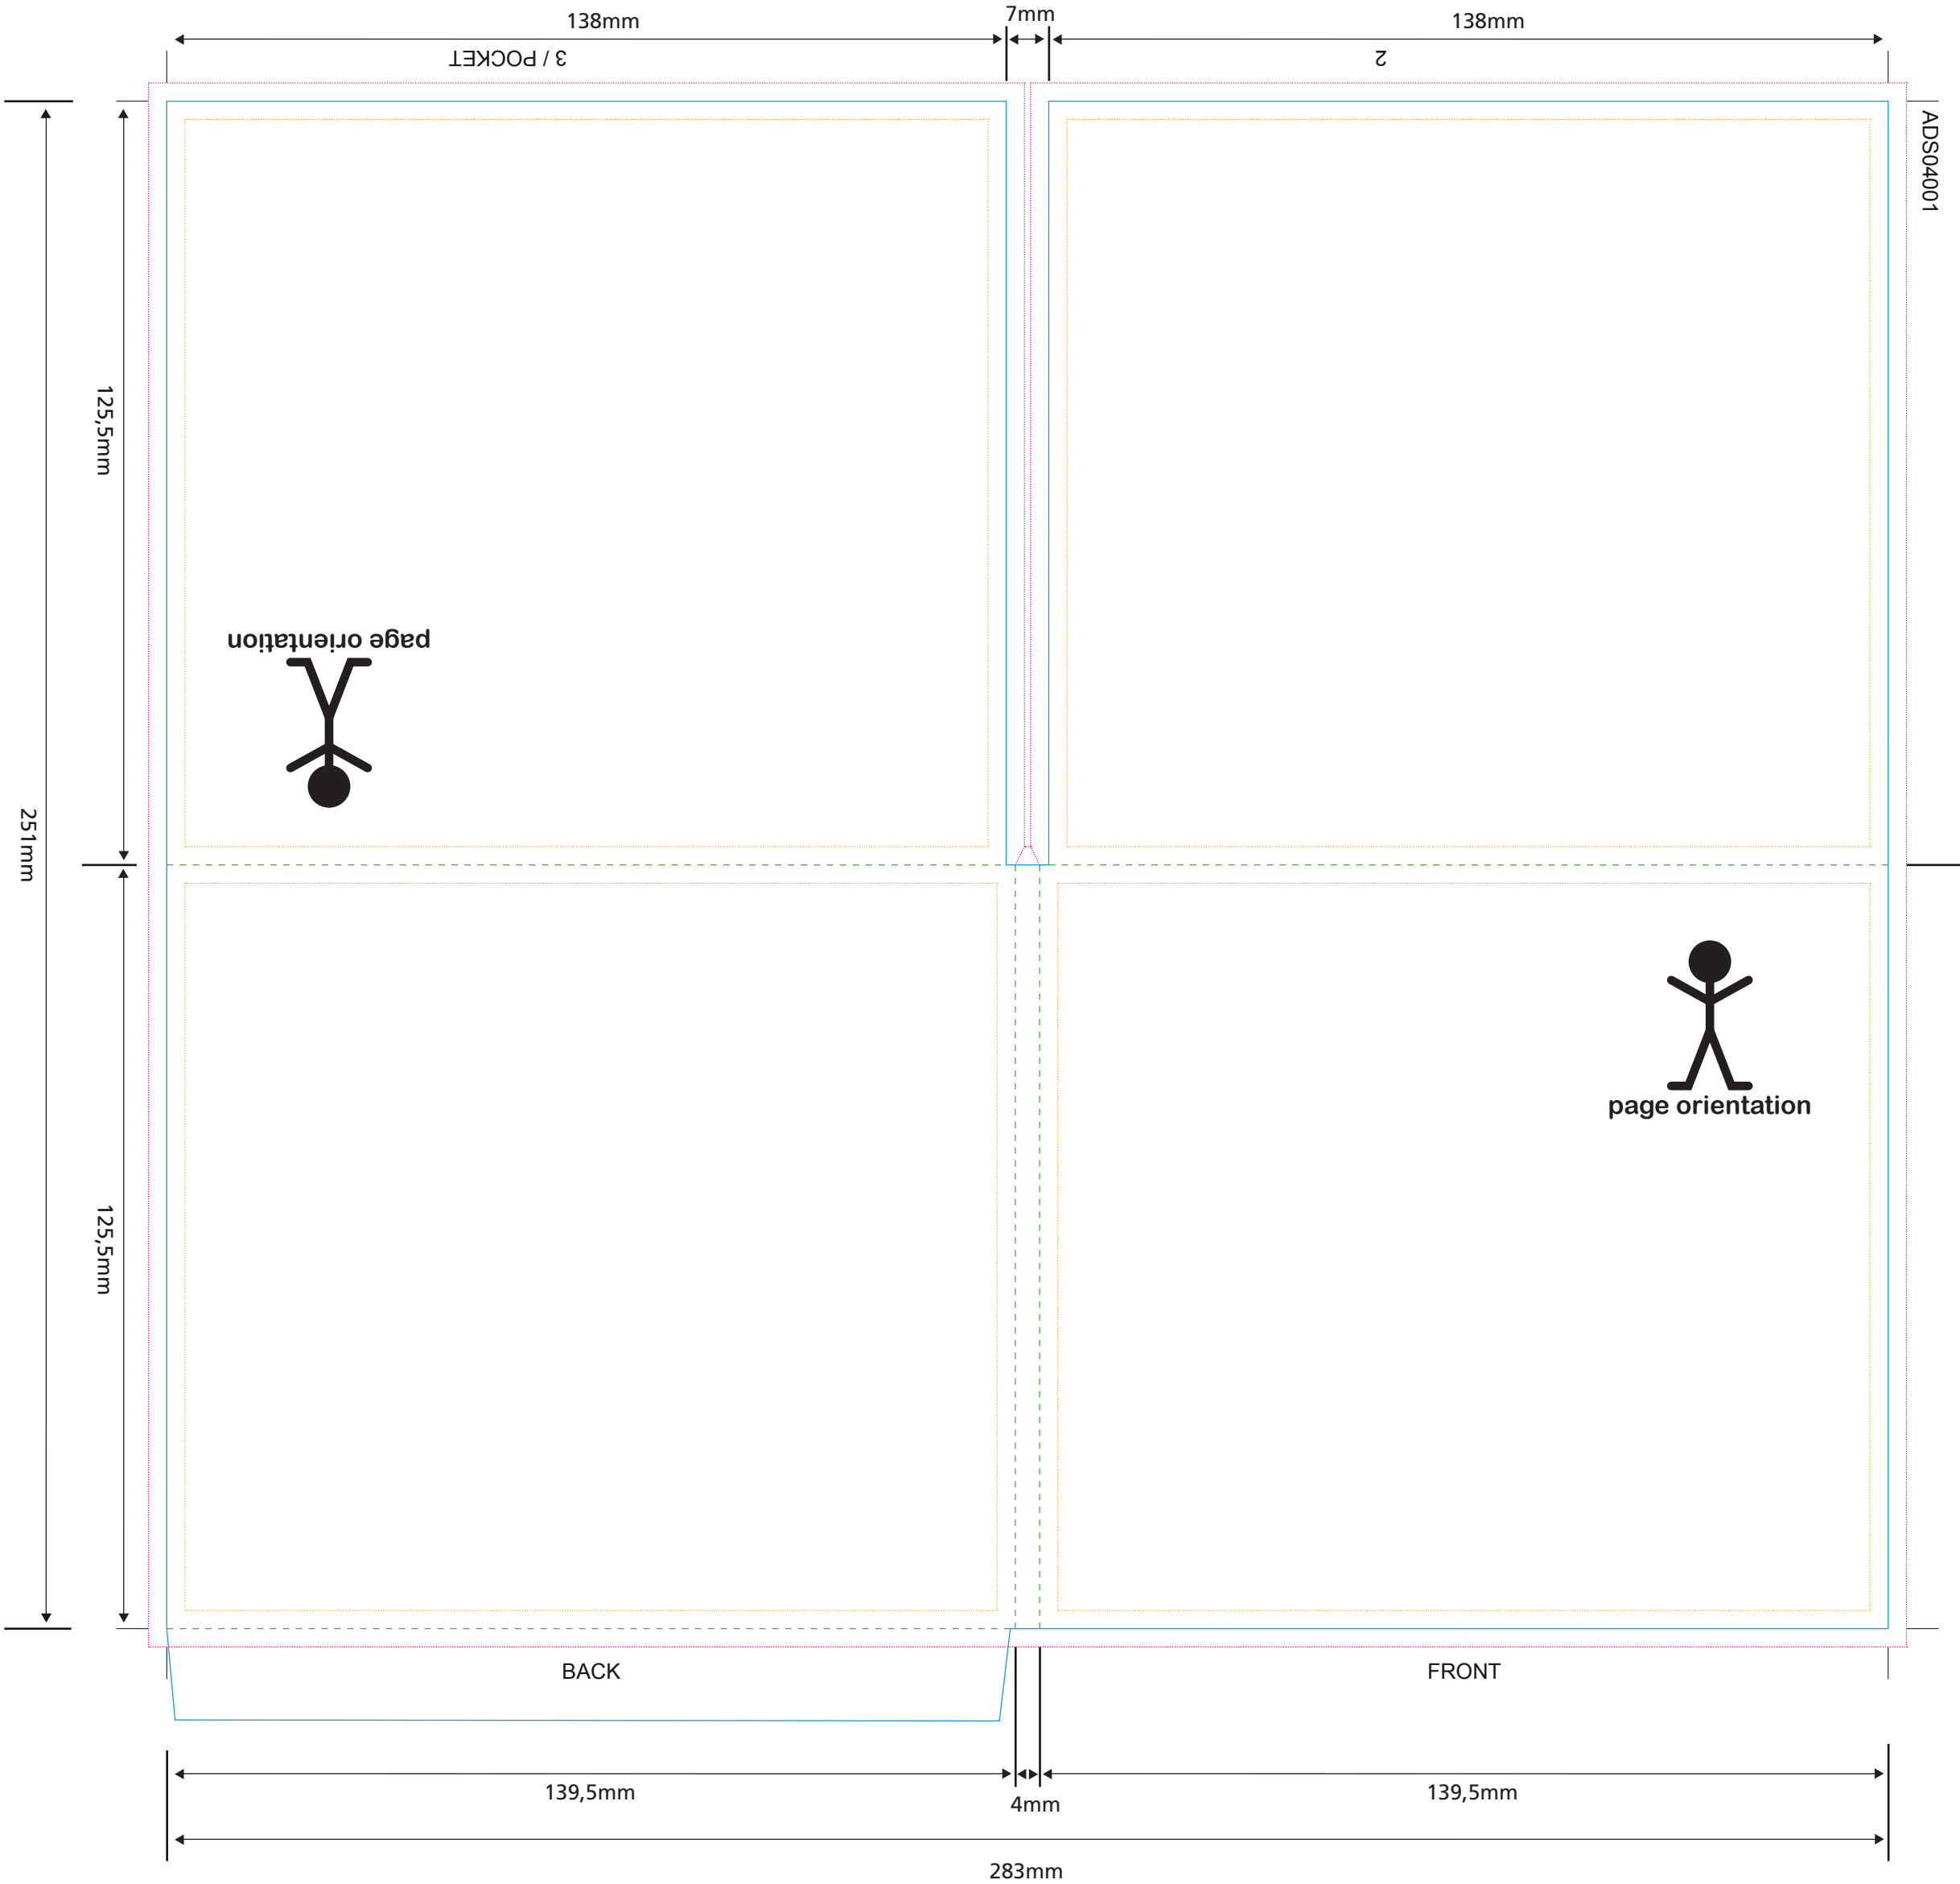 138mm
7mm
138mm
3 / POCKET
2
ADS04001
125,5mm
page orientation
251mm
page orientation
125,5mm
BACK
FRONT
139,5mm
4mm
139,5mm
283mm